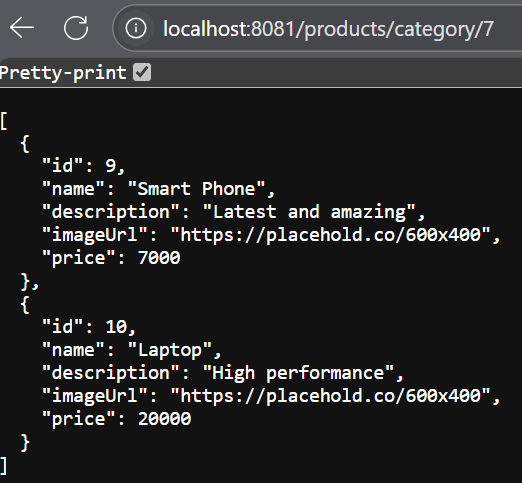 localhost:8081/products/category/7
Pretty-print
[
  {
    "id": 9,
    "name": "Smart Phone",
    "description": "Latest and amazing",
    "imageUrl": "https://placehold.co/600x400",
    "price": 7000
  },
  {
    "id": 10,
    "name": "Laptop",
    "description": "High performance",
    "imageUrl": "https://placehold.co/600x400",
    "price": 20000
  }
]